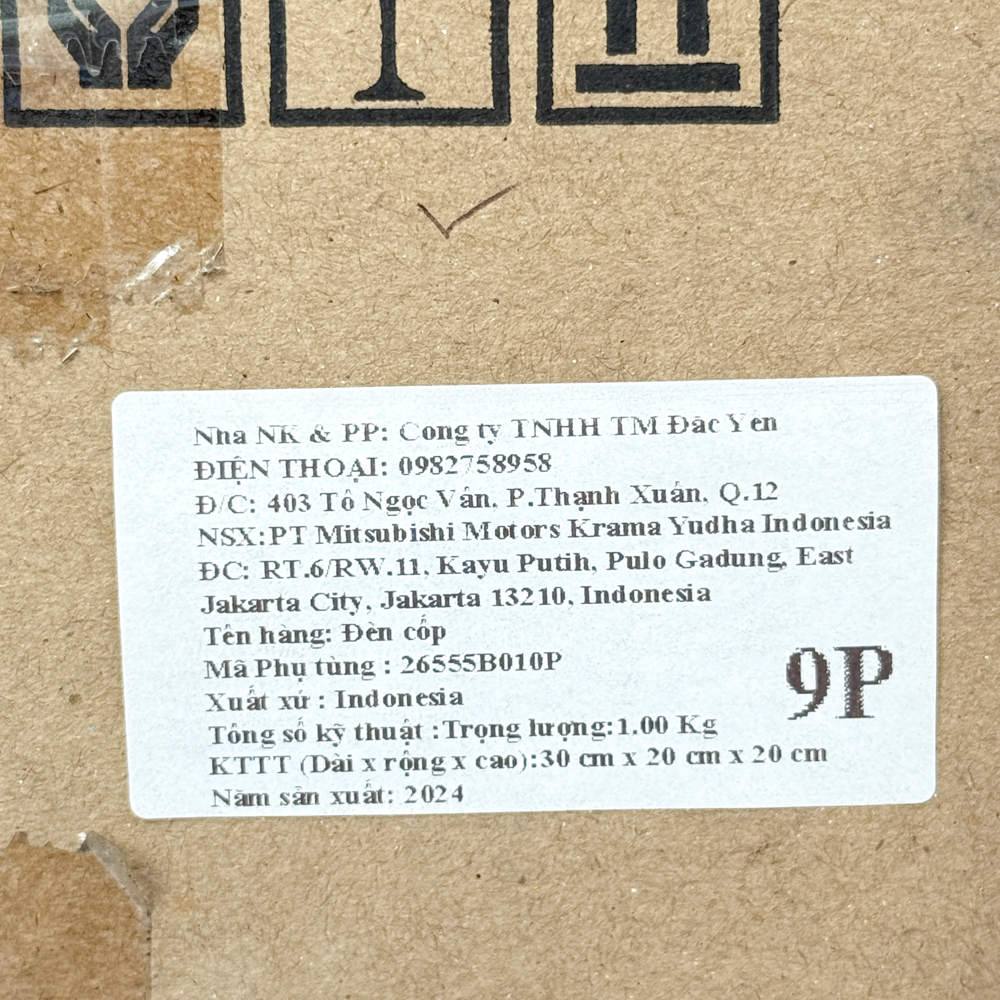 Nha NK & PP: Cong ty TNHH TM Đăc Yen
ĐIỆN THOẠI: 0982758958
Đ/C: 403 Tô Ngọc Vân, P.Thạnh Xuân, Q.12
NSX:PT Mitsubishi Motors Krama Yudha Indonesia
ĐC: RT.6/RW.11, Kayu Putih, Pulo Gadung, East
Jakarta City, Jakarta 13210, Indonesia
Tên hàng: Đèn cốp
Mã Phụ tùng : 26555B010P
Xuất xứ : Indonesia
9P
Tổng số kỹ thuật :Trọng lượng:1.00 Kg
KTTT (Dài x rộng x cao):30 cm x 20 cm x 20 cm
Năm sản xuất: 2024